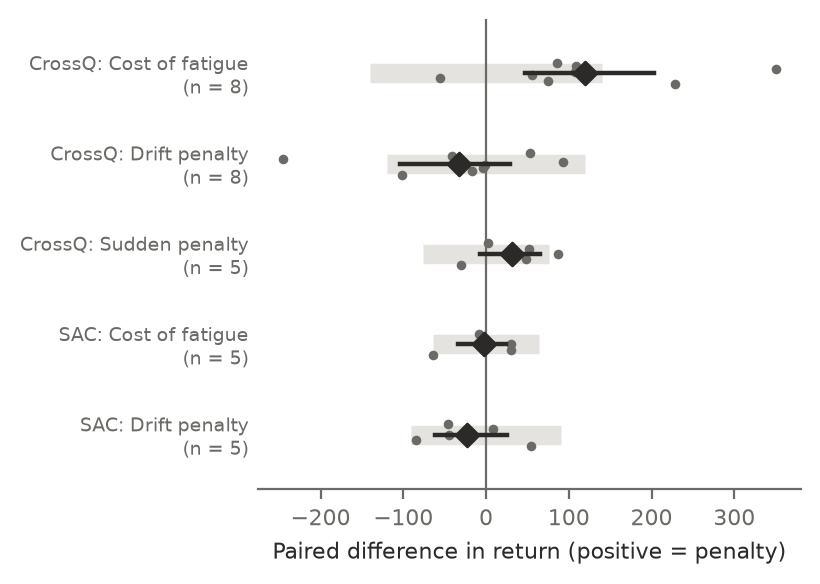 CrossQ: Cost of fatigue
(n = 8)
CrossQ: Drift penalty
(n = 8)
CrossQ: Sudden penalty
(n = 5)
SAC: Cost of fatigue
(n = 5)
SAC: Drift penalty
(n = 5)
−200 −100 0 100 200 300
Paired difference in return (positive = penalty)